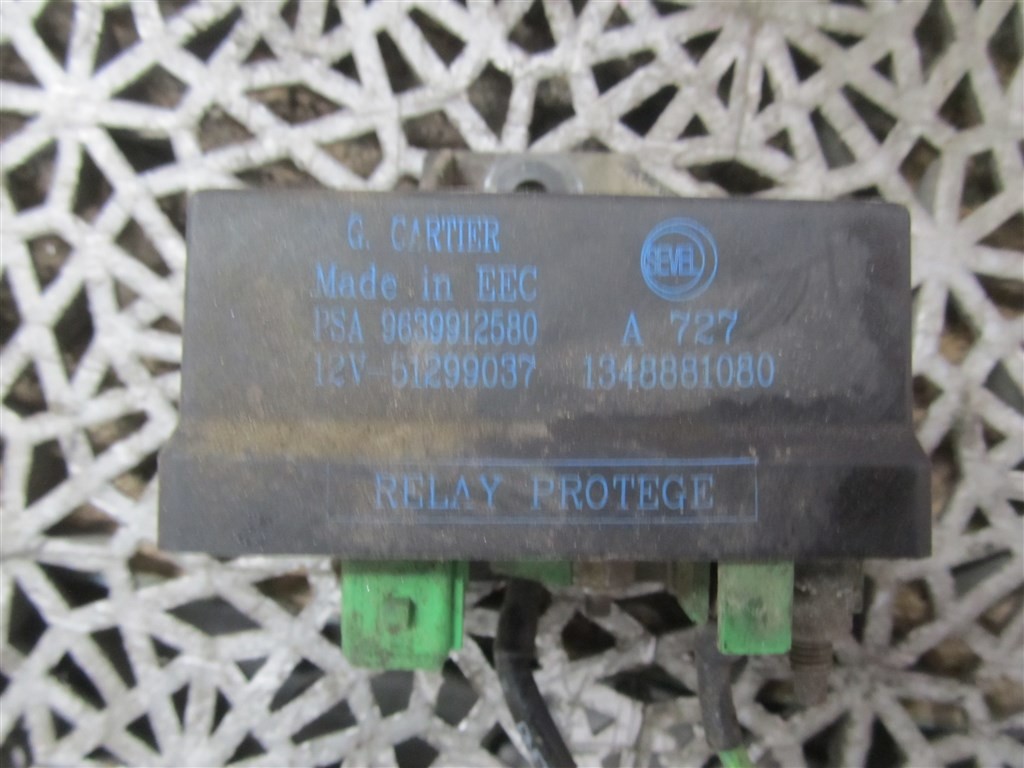 G. CARTIER
Made in EEC
PSA 9639912580
12V-51299037
SEVEL
A 727
1348881080
RELAY PROTEGE